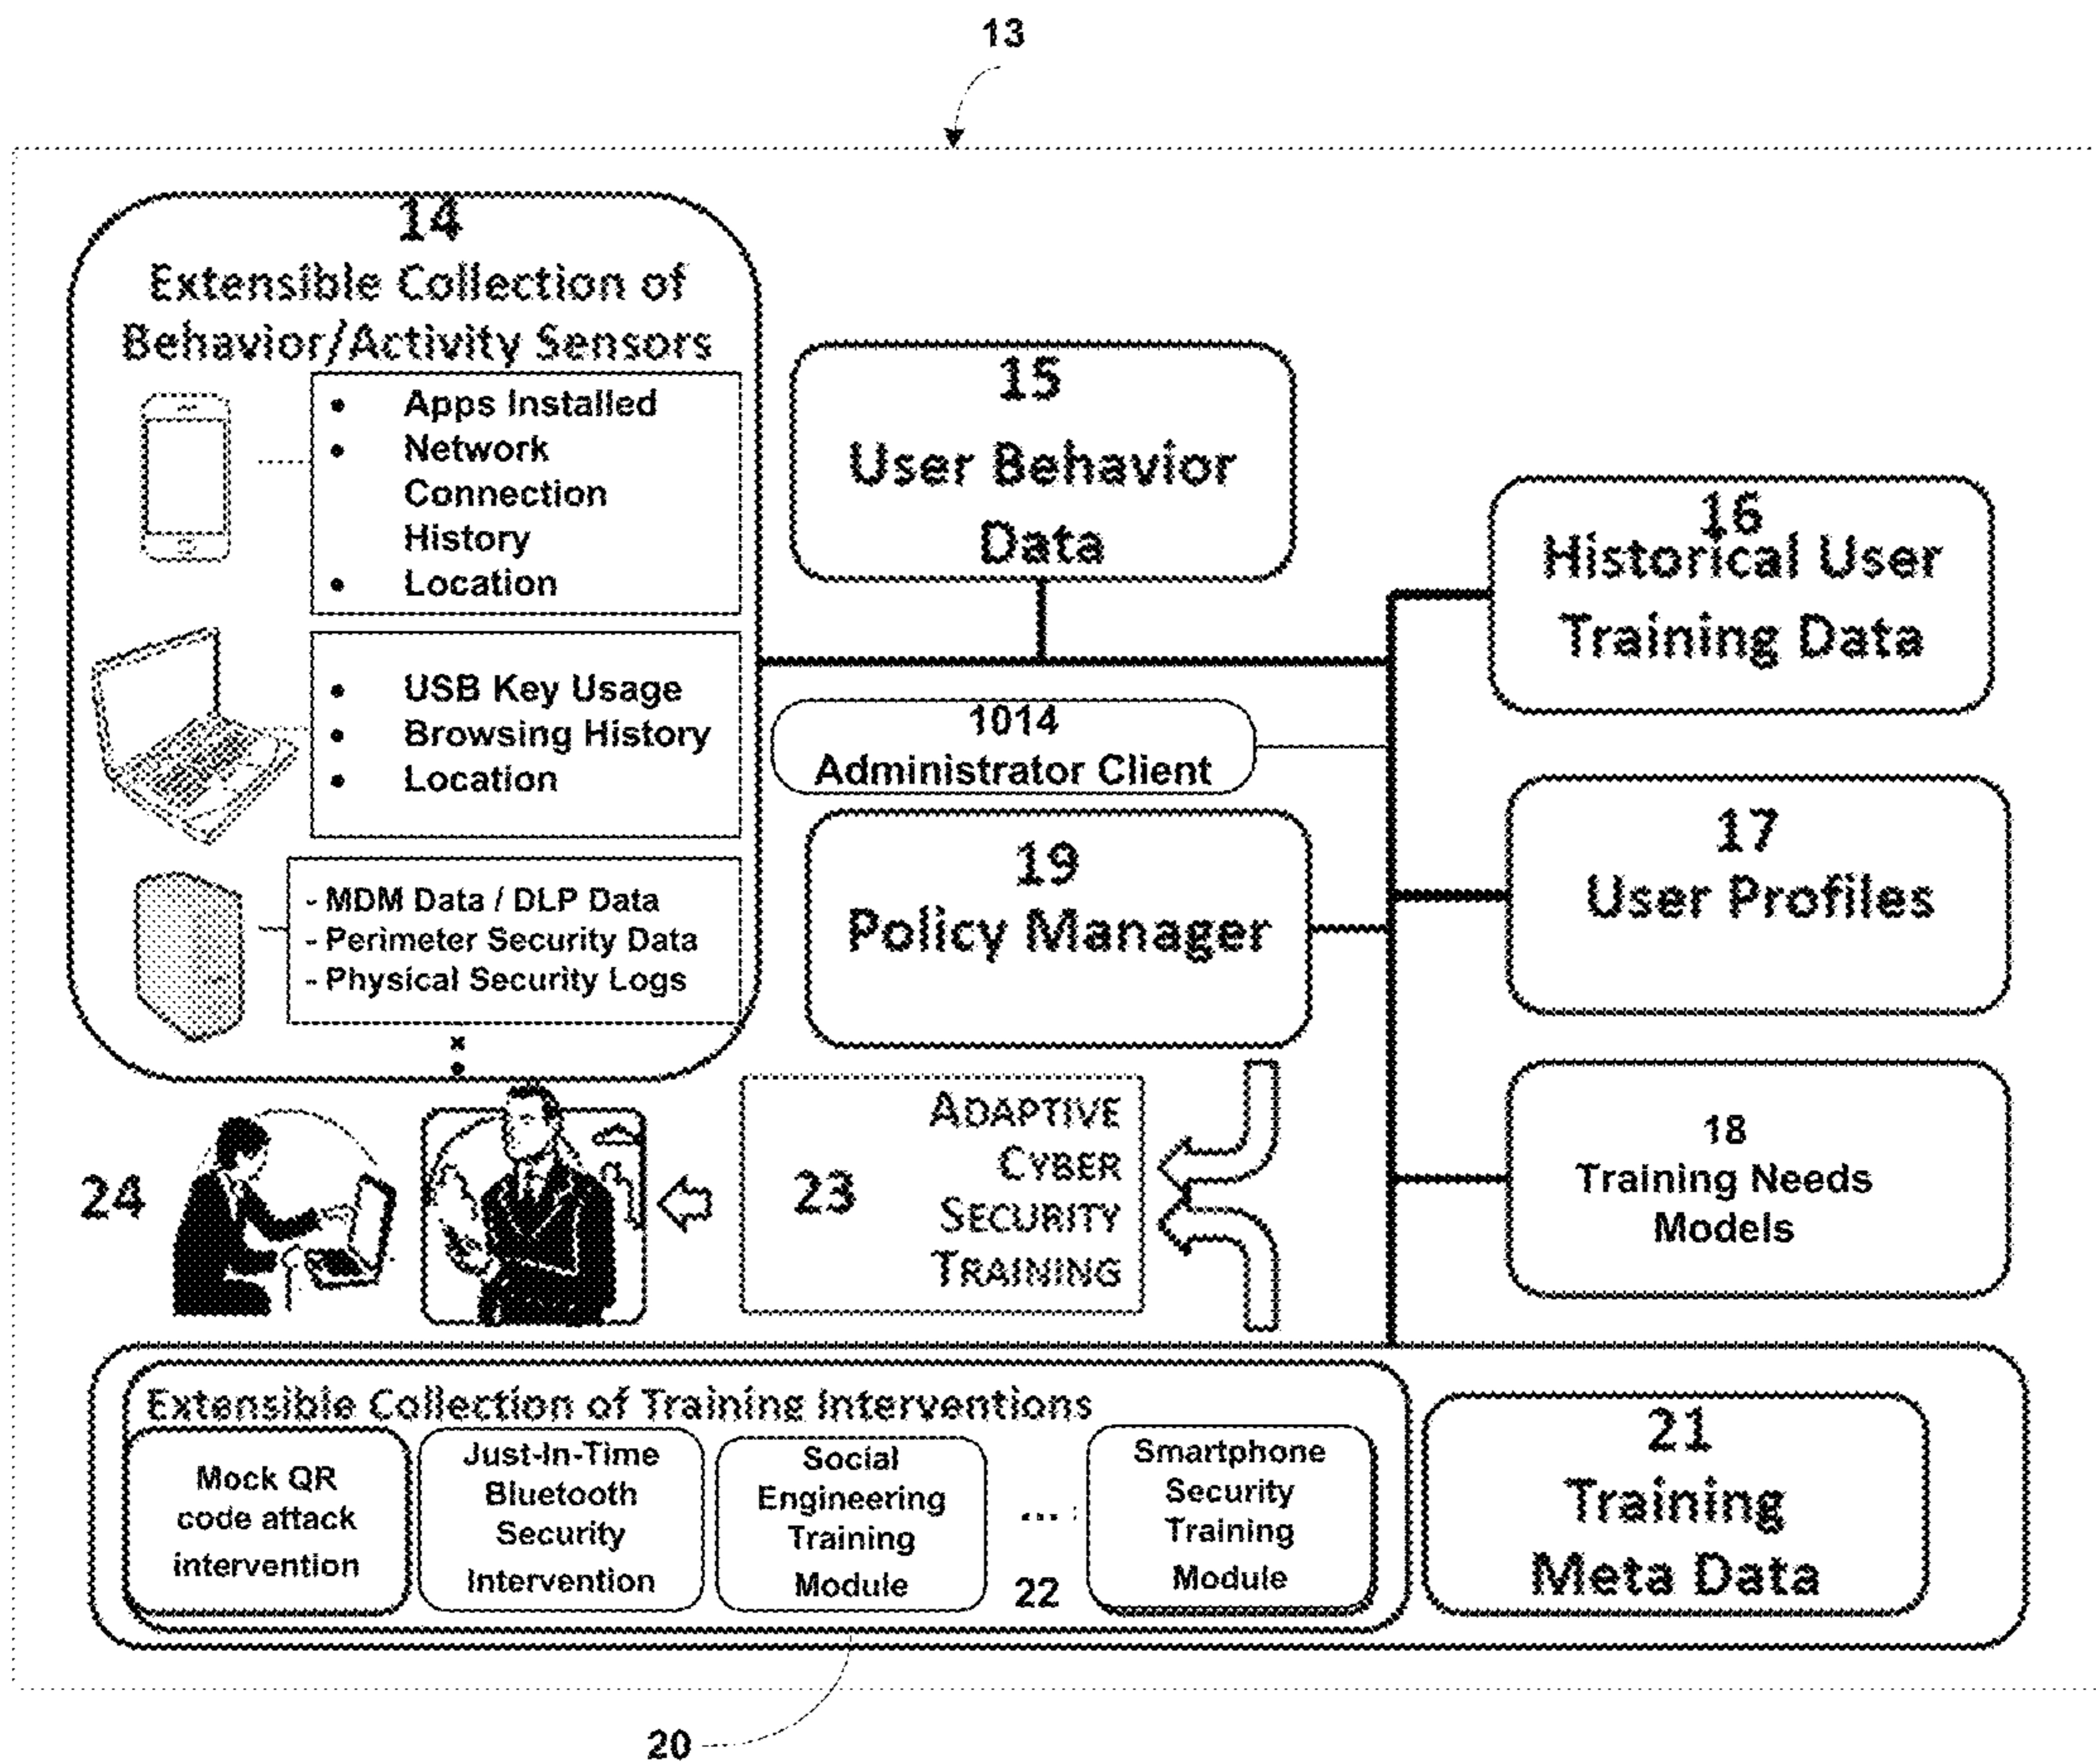 13
14
Extensible Collection of
Behavior/Activity Sensors
• Apps Installed
• Network
Connection
History
• Location
• USB Key Usage
• Browsing History
• Location
- MDM Data / DLP Data
- Perimeter Security Data
- Physical Security Logs
15
User Behavior
Data
16
Historical User
Training Data
1014
Administrator Client
17
User Profiles
19
Policy Manager
18
Training Needs
Models
24
23
ADAPTIVE
CYBER
SECURITY
TRAINING
Extensible Collection of Training Interventions
Mock QR
code attack
intervention
Just-In-Time
Bluetooth
Security
Intervention
Social
Engineering
Training
Module
...
22
Smartphone
Security
Training
Module
21
Training
Meta Data
20